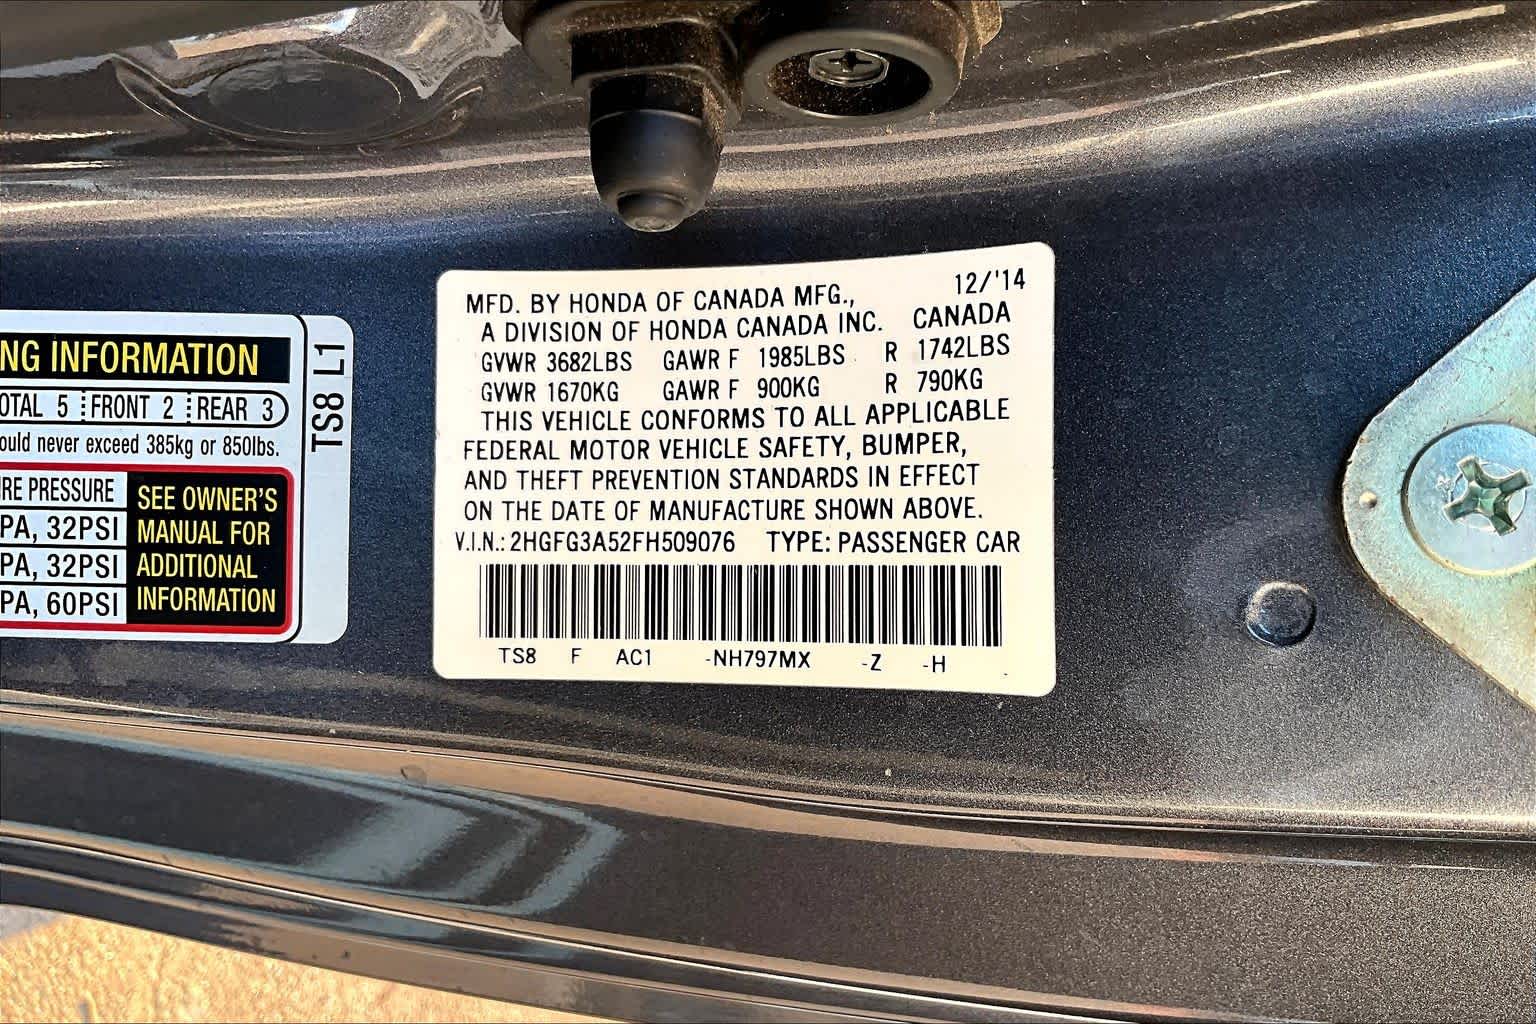 MFD. BY HONDA OF CANADA MFG., 12/'14
A DIVISION OF HONDA CANADA INC. CANADA
GVWR 3682LBS GAWR F 1985LBS R 1742LBS
GVWR 1670KG GAWR F 900KG R 790KG
THIS VEHICLE CONFORMS TO ALL APPLICABLE
FEDERAL MOTOR VEHICLE SAFETY, BUMPER,
AND THEFT PREVENTION STANDARDS IN EFFECT
ON THE DATE OF MANUFACTURE SHOWN ABOVE.
V.I.N.: 2HGFG3A52FH509076 TYPE: PASSENGER CAR
TS8 F AC1 -NH797MX -Z -H
NG INFORMATION
OTAL 5 FRONT 2 REAR 3
ould never exceed 385kg or 850lbs.
RE PRESSURE
PA, 32PSI
PA, 32PSI
PA, 60PSI
SEE OWNER'S
MANUAL FOR
ADDITIONAL
INFORMATION
TS8 L1